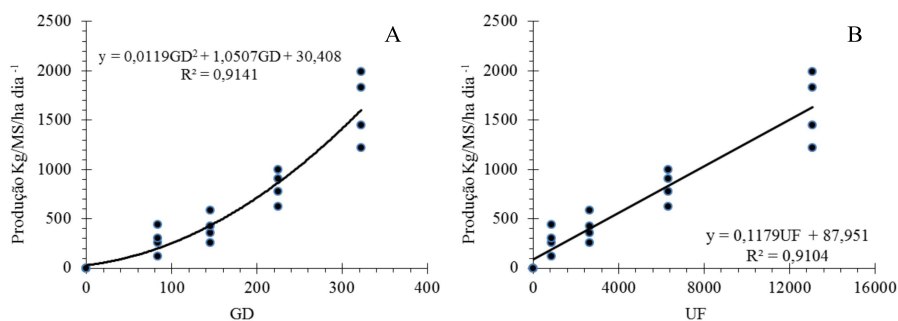 A
y = 0,0119GD² + 1,0507GD + 30,408
R² = 0,9141
Produção Kg/MS/ha dia ⁻¹
2500
2000
1500
1000
500
0
0 100 200 300 400
GD
B
Produção Kg/MS/ha dia ⁻¹
2500
2000
1500
1000
500
0
y = 0,1179UF + 87,951
R² = 0,9104
0 4000 8000 12000 16000
UF